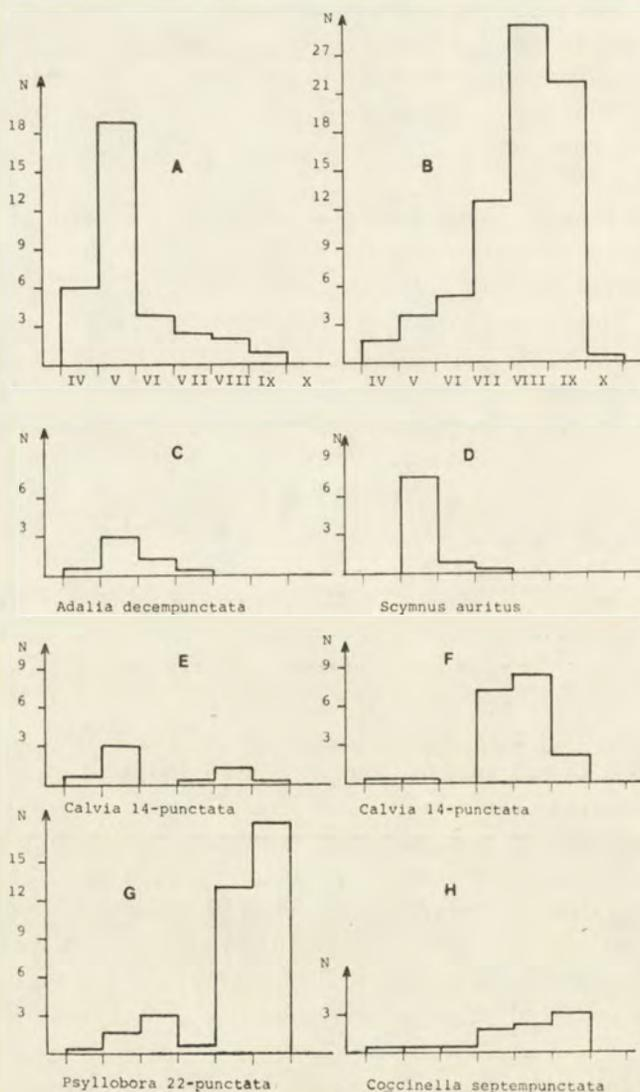 N
18
15
12
9
6
3
A
IV V VI VII VIII IX X
N
27
21
18
15
12
9
6
3
B
IV V VI VII VIII IX X
N
6
3
C
Adalia decempunctata
N
9
6
3
D
Scymnus auritus
N
9
6
3
E
Calvia 14-punctata
N
9
6
3
F
Calvia 14-punctata
N
15
12
9
6
3
G
Psyllobora 22-punctata
N
3
H
Coccinella septempunctata